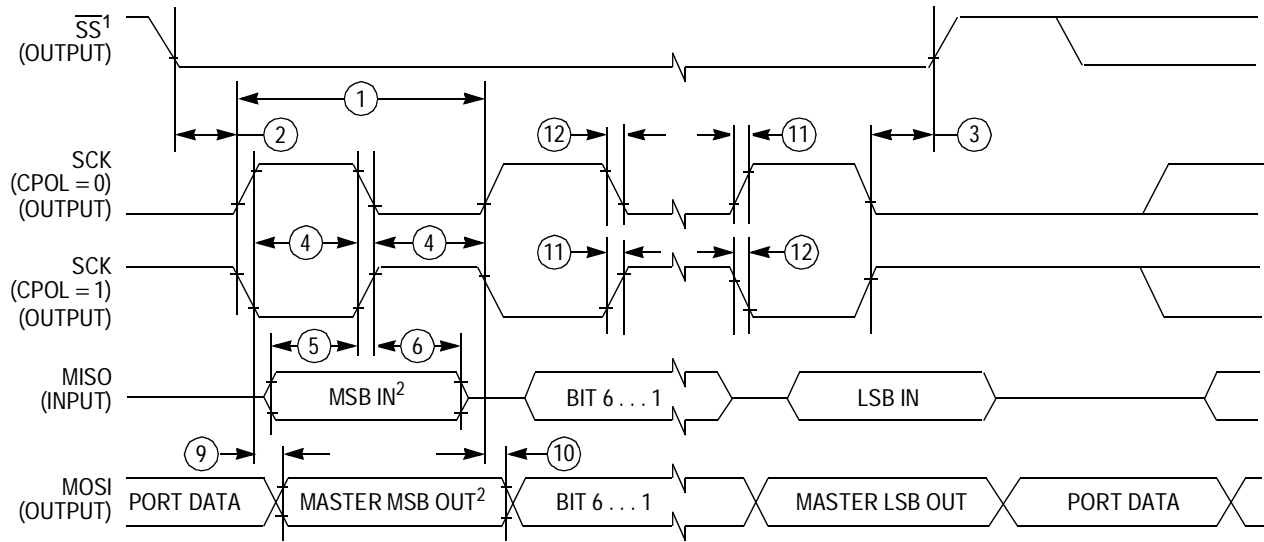 SS1
(OUTPUT)
1
2
12
11
3
SCK
(CPOL = 0)
(OUTPUT)
4
4
11
12
SCK
(CPOL = 1)
(OUTPUT)
5
6
MISO
(INPUT)
MSB IN2
BIT 6 . . . 1
LSB IN
9
10
MOSI
(OUTPUT)
PORT DATA
MASTER MSB OUT2
BIT 6 . . . 1
MASTER LSB OUT
PORT DATA